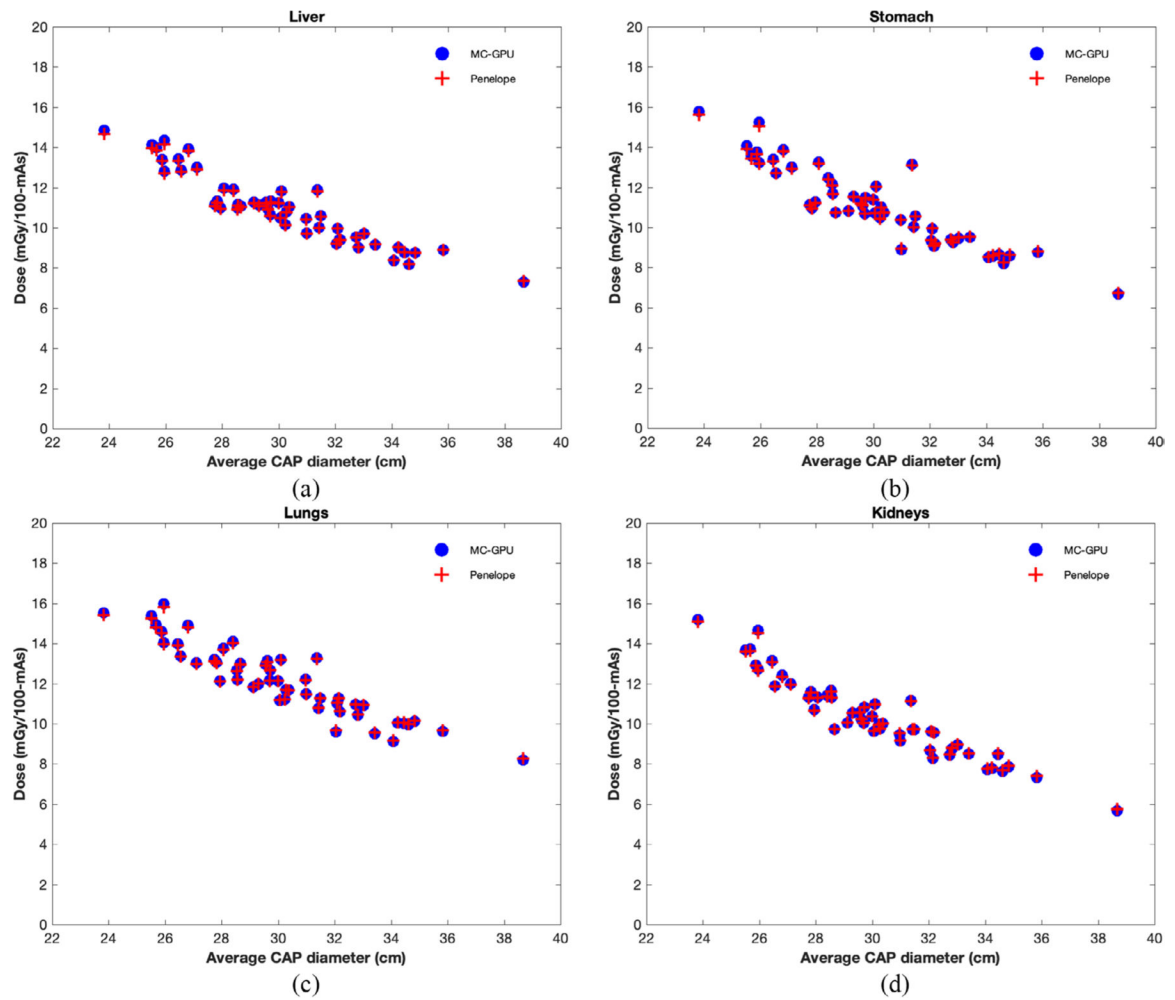 Liver
20
18
16
14
12
10
8
6
4
2
0
Dose (mGy/100-mAs)
MC-GPU
Penelope
22 24 26 28 30 32 34 36 38 40
Average CAP diameter (cm)
(a)
Stomach
20
18
16
14
12
10
8
6
4
2
0
Dose (mGy/100-mAs)
MC-GPU
Penelope
22 24 26 28 30 32 34 36 38 40
Average CAP diameter (cm)
(b)
Lungs
20
18
16
14
12
10
8
6
4
2
0
Dose (mGy/100-mAs)
MC-GPU
Penelope
22 24 26 28 30 32 34 36 38 40
Average CAP diameter (cm)
(c)
Kidneys
20
18
16
14
12
10
8
6
4
2
0
Dose (mGy/100-mAs)
MC-GPU
Penelope
22 24 26 28 30 32 34 36 38 40
Average CAP diameter (cm)
(d)